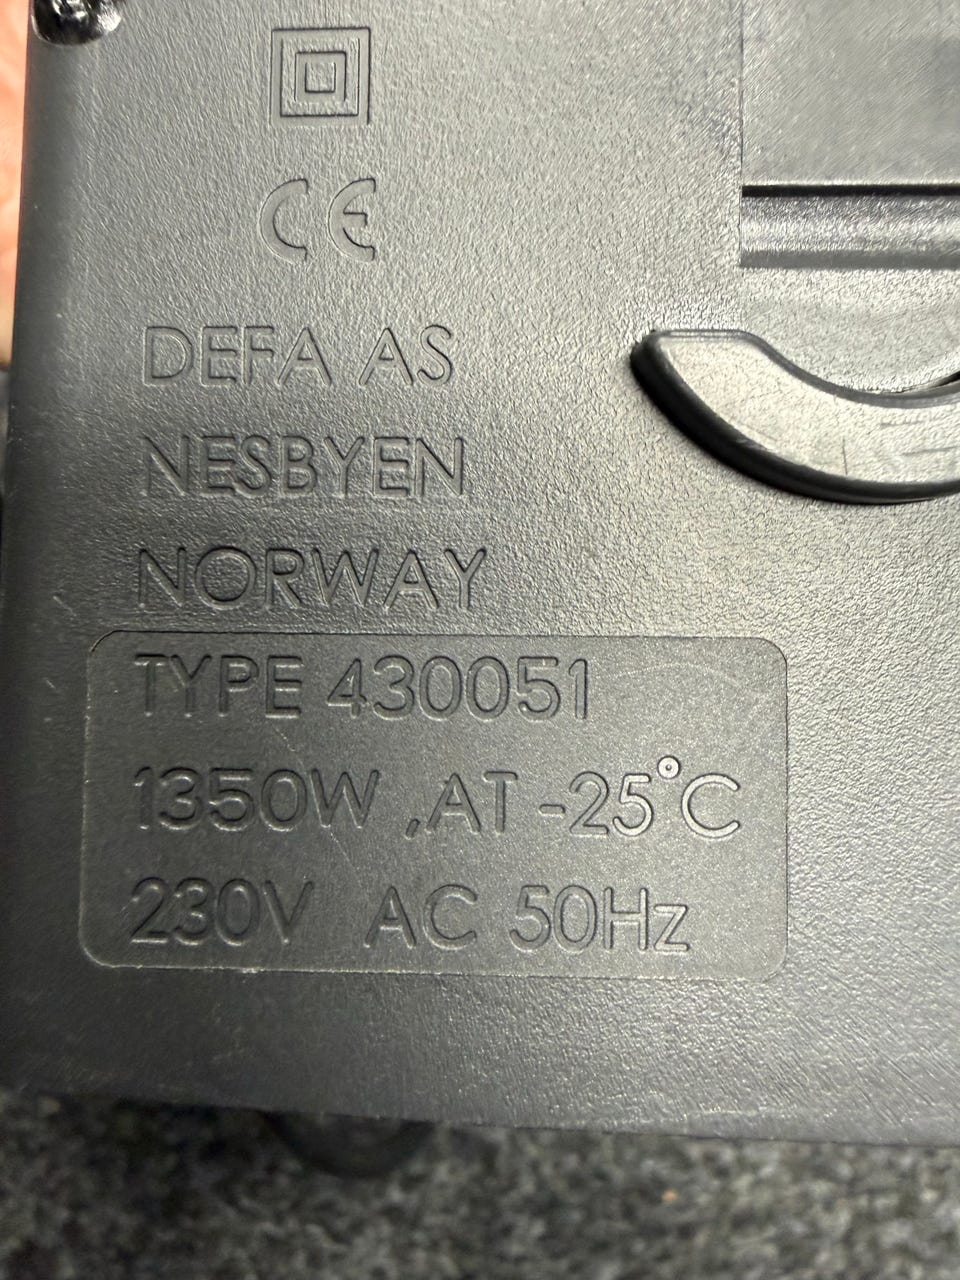 CE
DEFA AS
NESBYEN
NORWAY
TYPE 430051
1350W ,AT -25°C
230V AC 50Hz